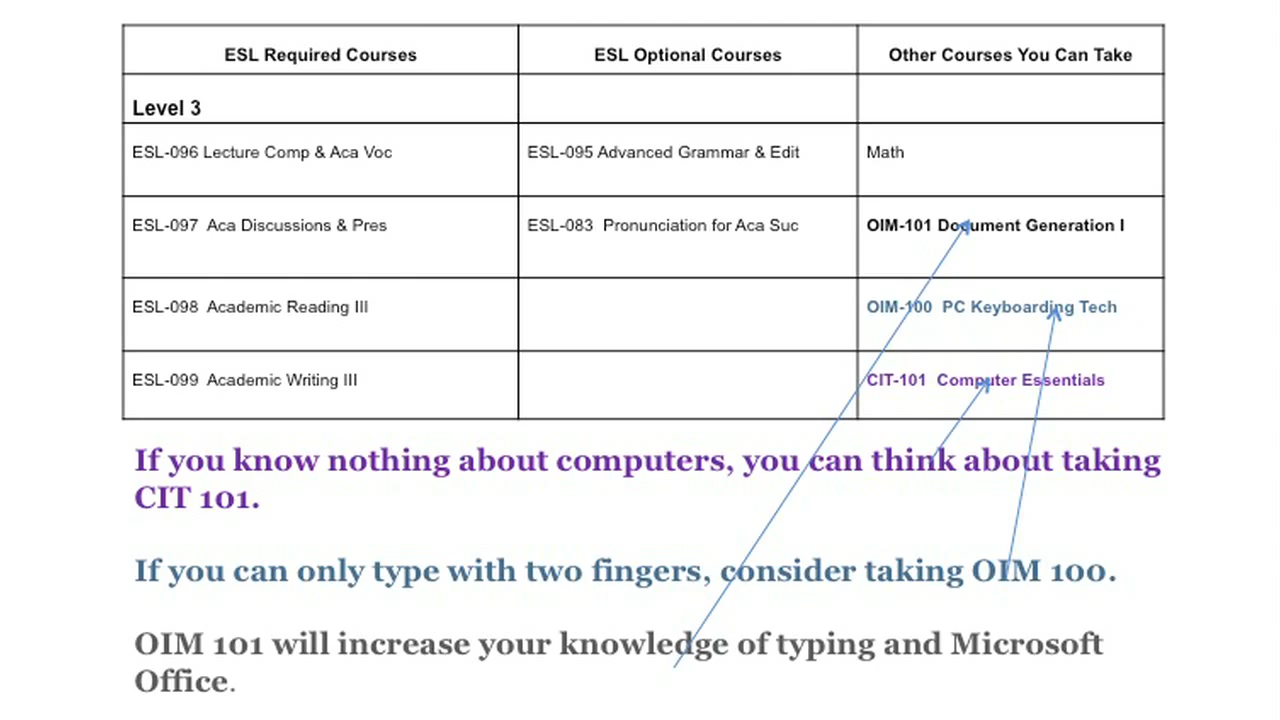 ESL Required Courses ESL Optional Courses Other Courses You Can Take
Level 3
ESL-096 Lecture Comp & Aca Voc ESL-095 Advanced Grammar & Edit Math
ESL-097 Aca Discussions & Pres ESL-083 Pronunciation for Aca Suc OIM-101 Document Generation I
ESL-098 Academic Reading III OIM-100 PC Keyboarding Tech
ESL-099 Academic Writing III CIT-101 Computer Essentials
If you know nothing about computers, you can think about taking
CIT 101.
If you can only type with two fingers, consider taking OIM 100.
OIM 101 will increase your knowledge of typing and Microsoft
Office.